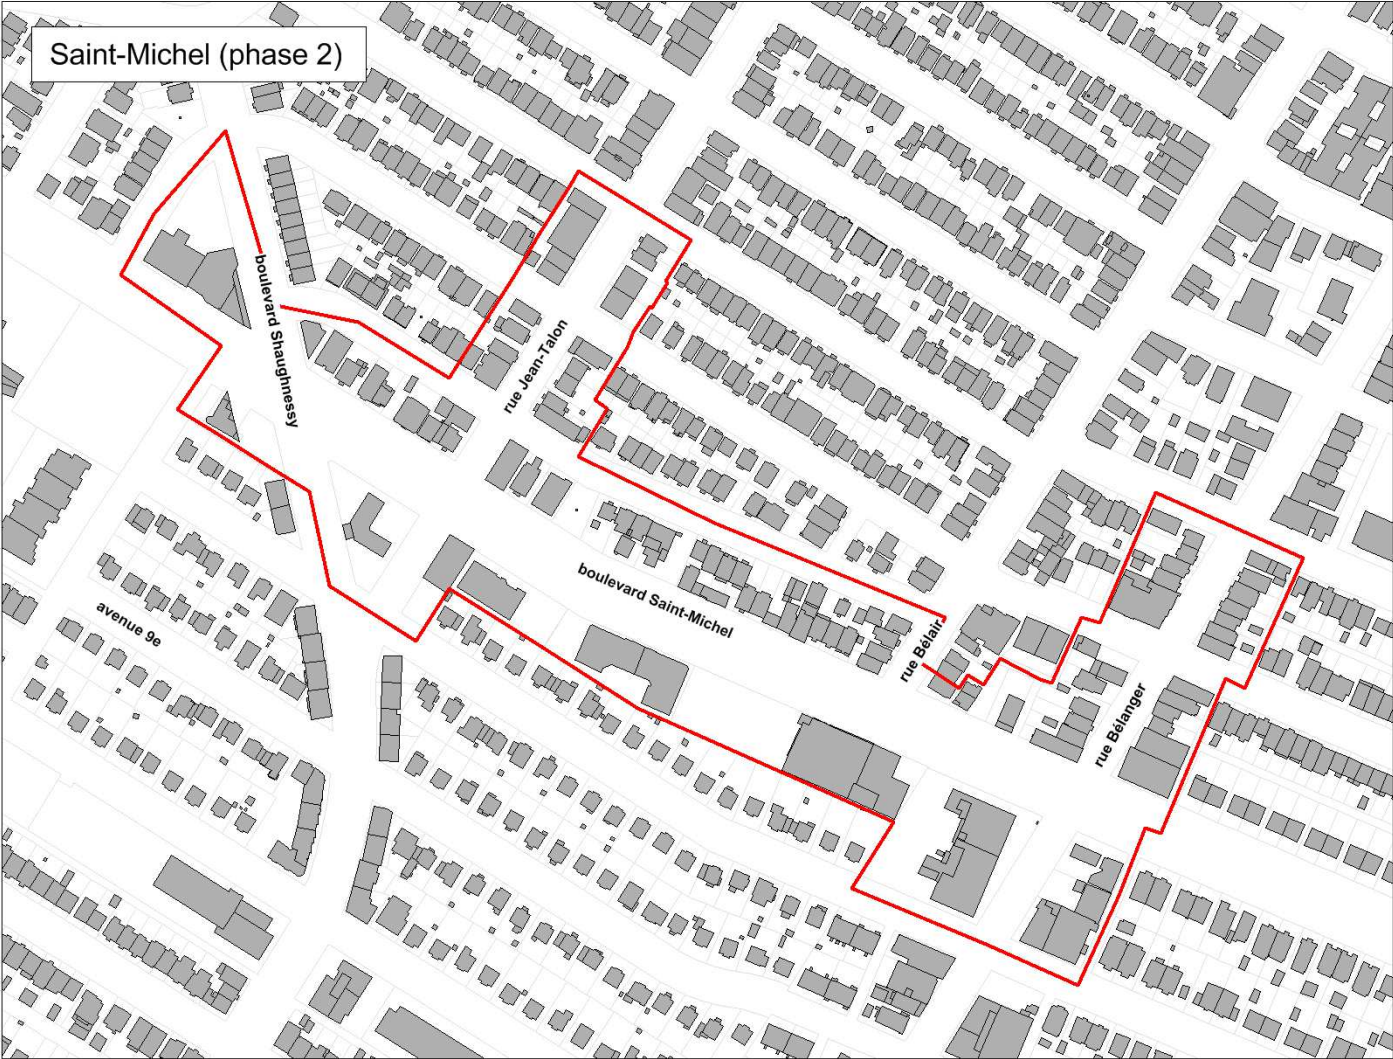 Saint-Michel (phase 2)
boulevard Shaughnessy
rue Jean-Talon
boulevard Saint-Michel
avenue 9e
rue Bélair
rue Bélanger